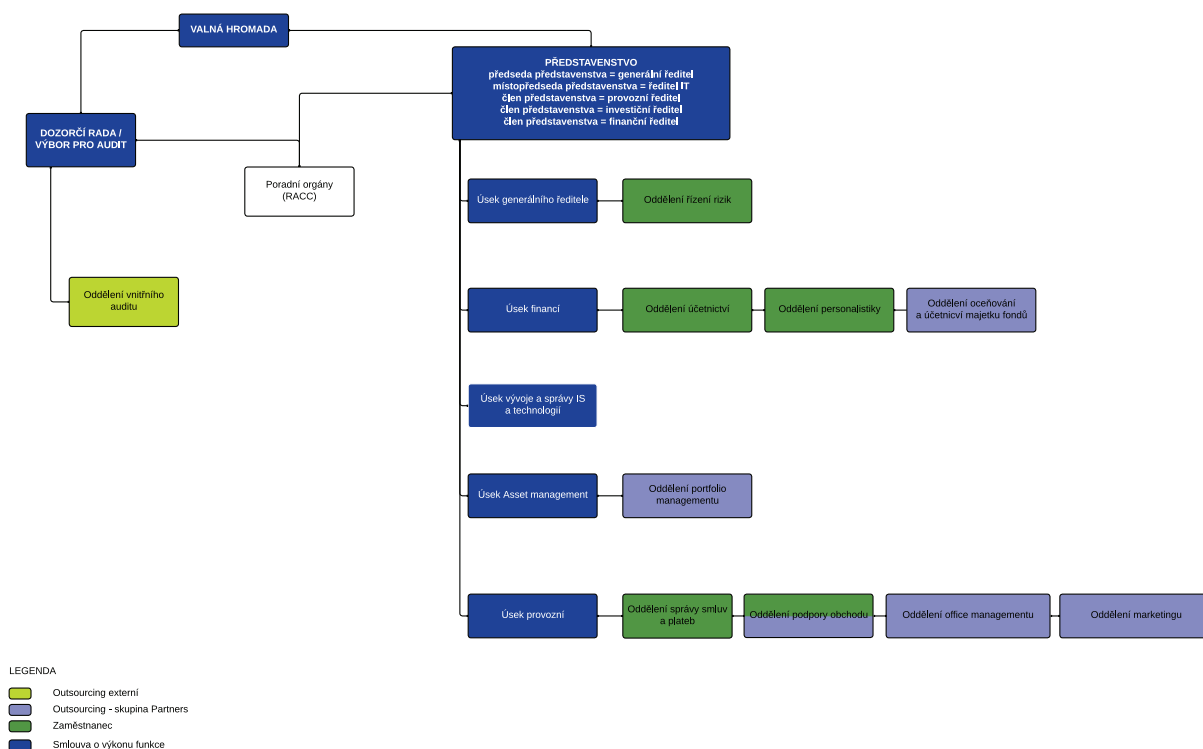 VALNÁ HROMADA
PŘEDSTAVENSTVO
předseda představenstva = generální ředitel
místopředseda představenstva = ředitel IT
člen představenstva = provozní ředitel
člen představenstva = investiční ředitel
člen představenstva = finanční ředitel
DOZORČÍ RADA /
VÝBOR PRO AUDIT
Poradní orgány
(RACC)
Úsek generálního ředitele
Oddělení řízení rizik
Oddělení vnitřního
auditu
Úsek financí
Oddělení účetnictví
Oddělení personalistiky
Oddělení oceňování
a účetnicví majetku fondů
Úsek vývoje a správy IS
a technologií
Úsek Asset management
Oddělení portfolio
managementu
Úsek provozní
Oddělení správy smluv
a plateb
Oddělení podpory obchodu
Oddělení office managementu
Oddělení marketingu
LEGENDA
Outsourcing externí
Outsourcing - skupina Partners
Zaměstnanec
Smlouva o výkonu funkce